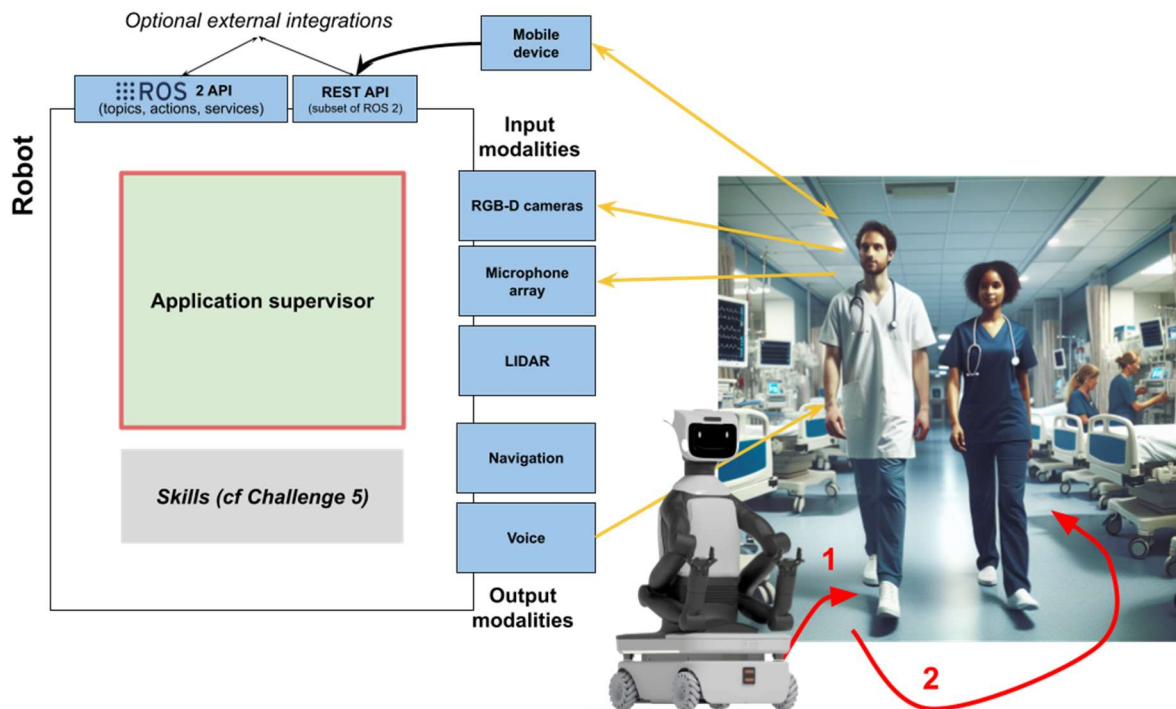 Optional external integrations
Mobile
device
ROS 2 API
(topics, actions, services)
REST API
(subset of ROS 2)
Robot
Input
modalities
RGB-D cameras
Microphone
array
Application supervisor
LIDAR
Navigation
Skills (cf Challenge 5)
Voice
Output
modalities
1
2